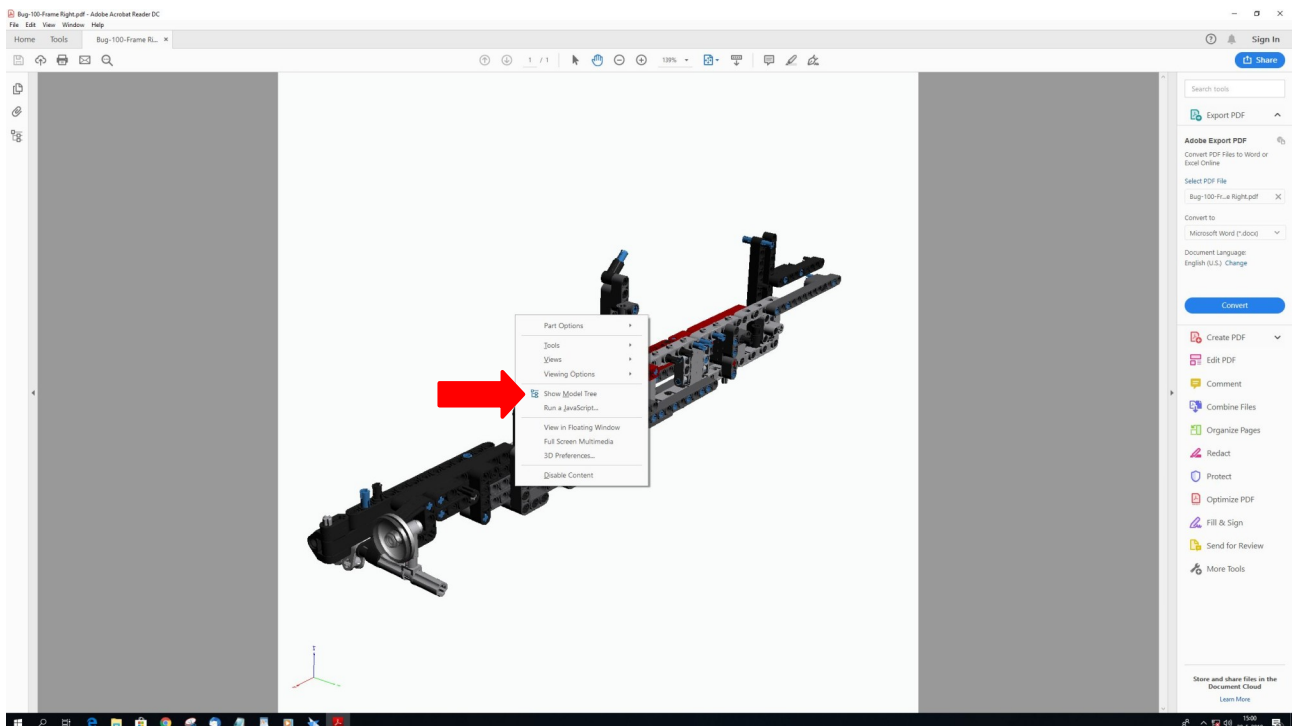 Bug-100-Frame Right.pdf - Adobe Acrobat Reader DC
File Edit View Window Help
Home Tools Bug-100-Frame Ri... × Sign In
1 / 1 139% Share
Search tools
Export PDF
Adobe Export PDF
Convert PDF Files to Word or
Excel Online
Select PDF File
Bug-100-Fr...e Right.pdf
Convert to
Microsoft Word (*.docx)
Document Language:
English (U.S.) Change
Convert
Create PDF
Edit PDF
Comment
Combine Files
Organize Pages
Redact
Protect
Optimize PDF
Fill & Sign
Send for Review
More Tools
Store and share files in the
Document Cloud
Learn More
Part Options
Tools
Views
Viewing Options
Show Model Tree
Run a JavaScript...
View in Floating Window
Full Screen Multimedia
3D Preferences...
Disable Content
15:00